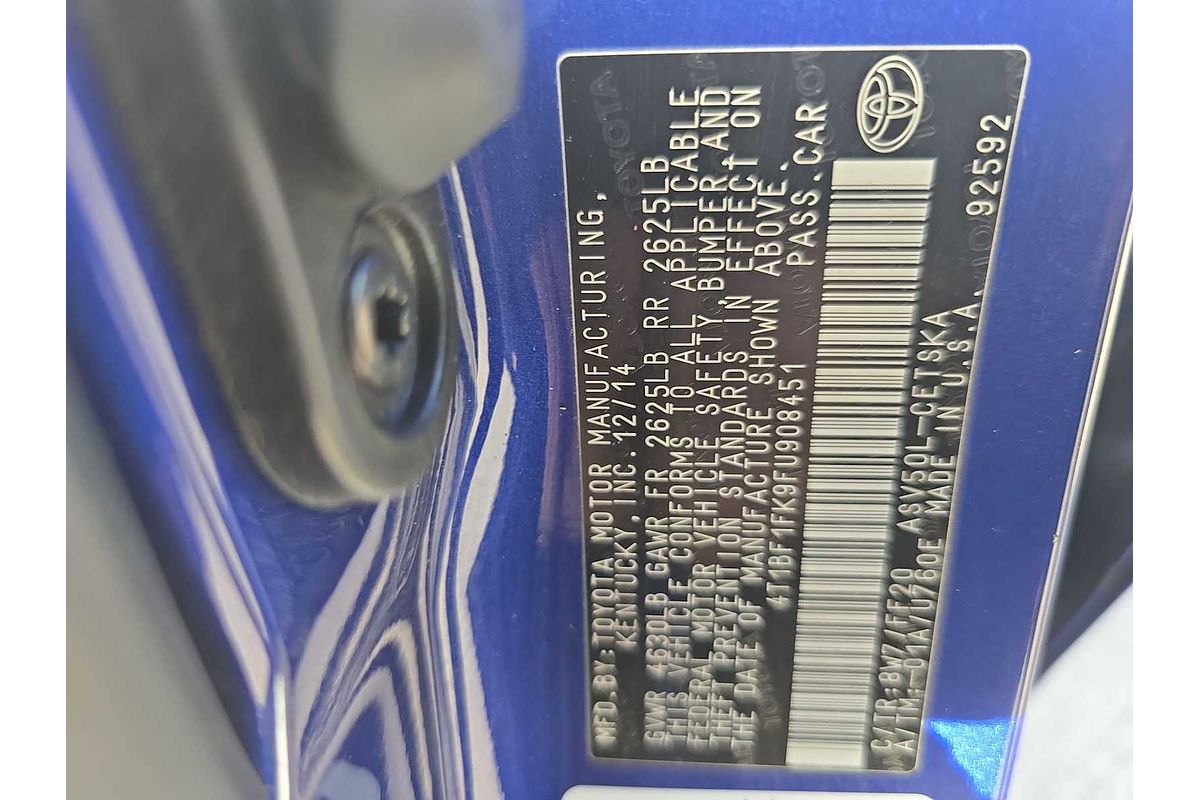 MFD.BY:TOYOTA MOTOR MANUFACTURING,
KENTUCKY,INC.12/14
GVWR 4630LB GAWR FR 2625LB RR 2625LB
THIS VEHICLE CONFORMS TO ALL APPLICABLE
FEDERAL MOTOR VEHICLE SAFETY,BUMPER,AND
THEFT PREVENTION STANDARDS IN EFFECT ON
THE DATE OF MANUFACTURE SHOWN ABOVE.
4T1BF1FK9FU908451 PASS.CAR
C/TR:8W7/FE20 ASV50L-CETSKA
A/TM:-01A/U760E MADE IN U.S.A. 92592